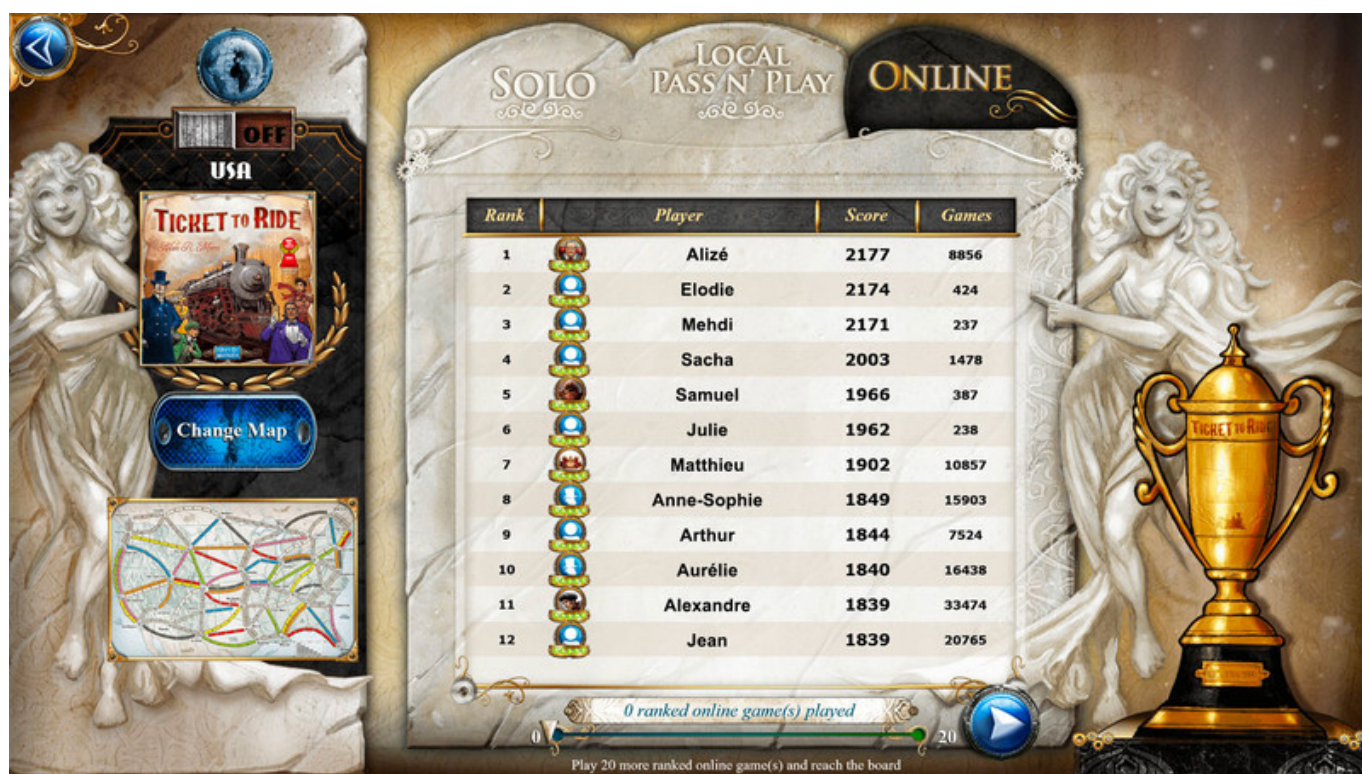 SOLO
LOCAL
PASS N' PLAY
ONLINE
OFF
USA
TICKET TO RIDE
Change Map
Rank Player Score Games
1 Alizé 2177 8856
2 Elodie 2174 424
3 Mehdi 2171 237
4 Sacha 2003 1478
5 Samuel 1966 387
6 Julie 1962 238
7 Matthieu 1902 10857
8 Anne-Sophie 1849 15903
9 Arthur 1844 7524
10 Aurélie 1840 16438
11 Alexandre 1839 33474
12 Jean 1839 20765
TICKET TO RIDE
0 ranked online game(s) played
0 20
Play 20 more ranked online game(s) and reach the board